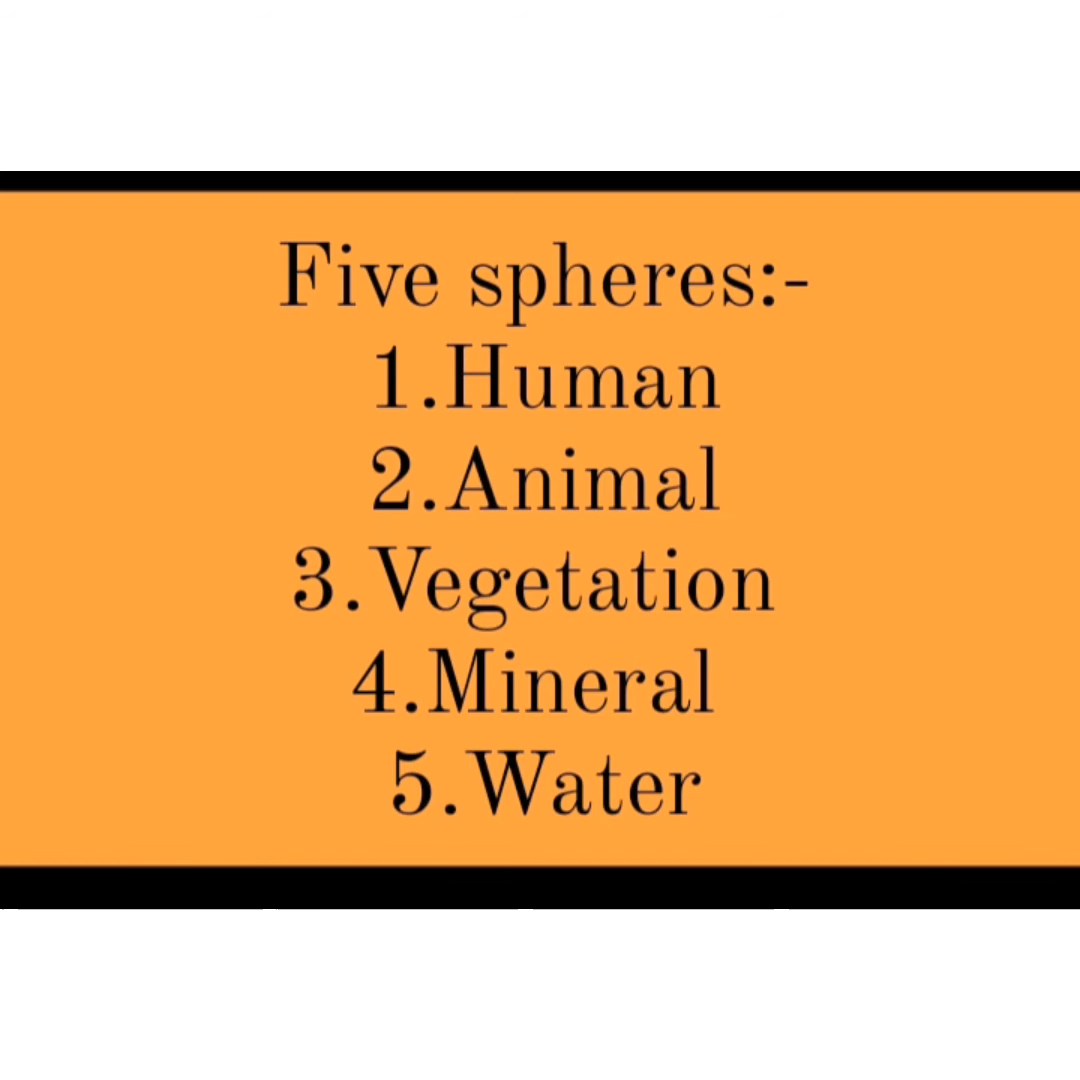 Five spheres:-
1.Human
2.Animal
3.Vegetation
4.Mineral
5.Water